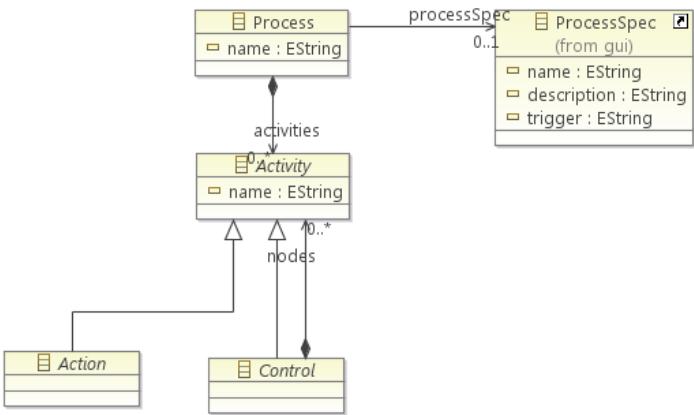 Process
name : EString
processSpec
0..1
ProcessSpec
(from gui)
name : EString
description : EString
trigger : EString
activities
0..*
Activity
name : EString
0..*
nodes
Action
Control